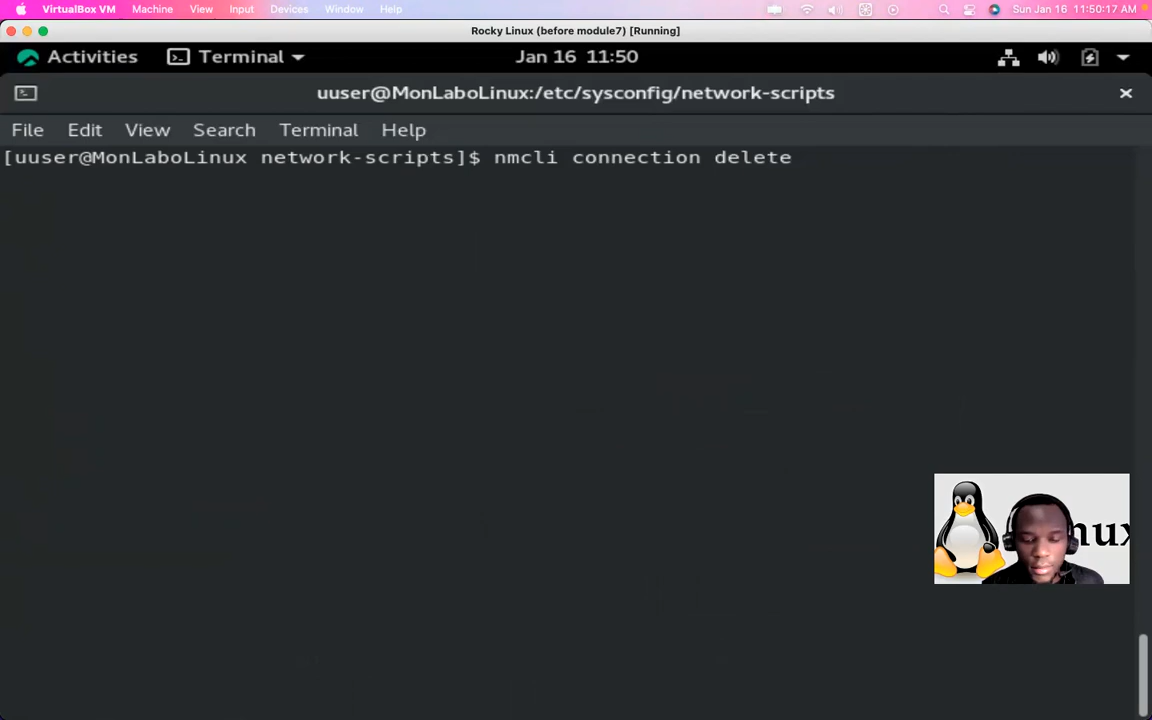 VirtualBox VM Machine View Input Devices Window Help Sun Jan 16 11:50:17 AM
Rocky Linux (before module7) [Running]
Activities Terminal Jan 16 11:50
uuser@MonLaboLinux:/etc/sysconfig/network-scripts
File Edit View Search Terminal Help
[uuser@MonLaboLinux network-scripts]$ nmcli connection delete
nux